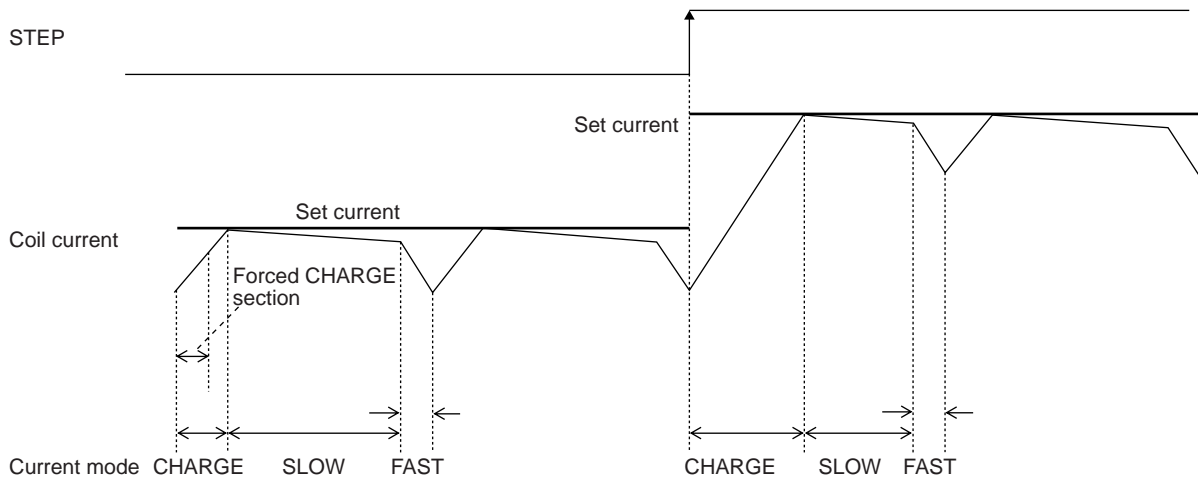 STEP
Set current
Set current
Coil current
Forced CHARGE
section
Current mode CHARGE SLOW FAST CHARGE SLOW FAST